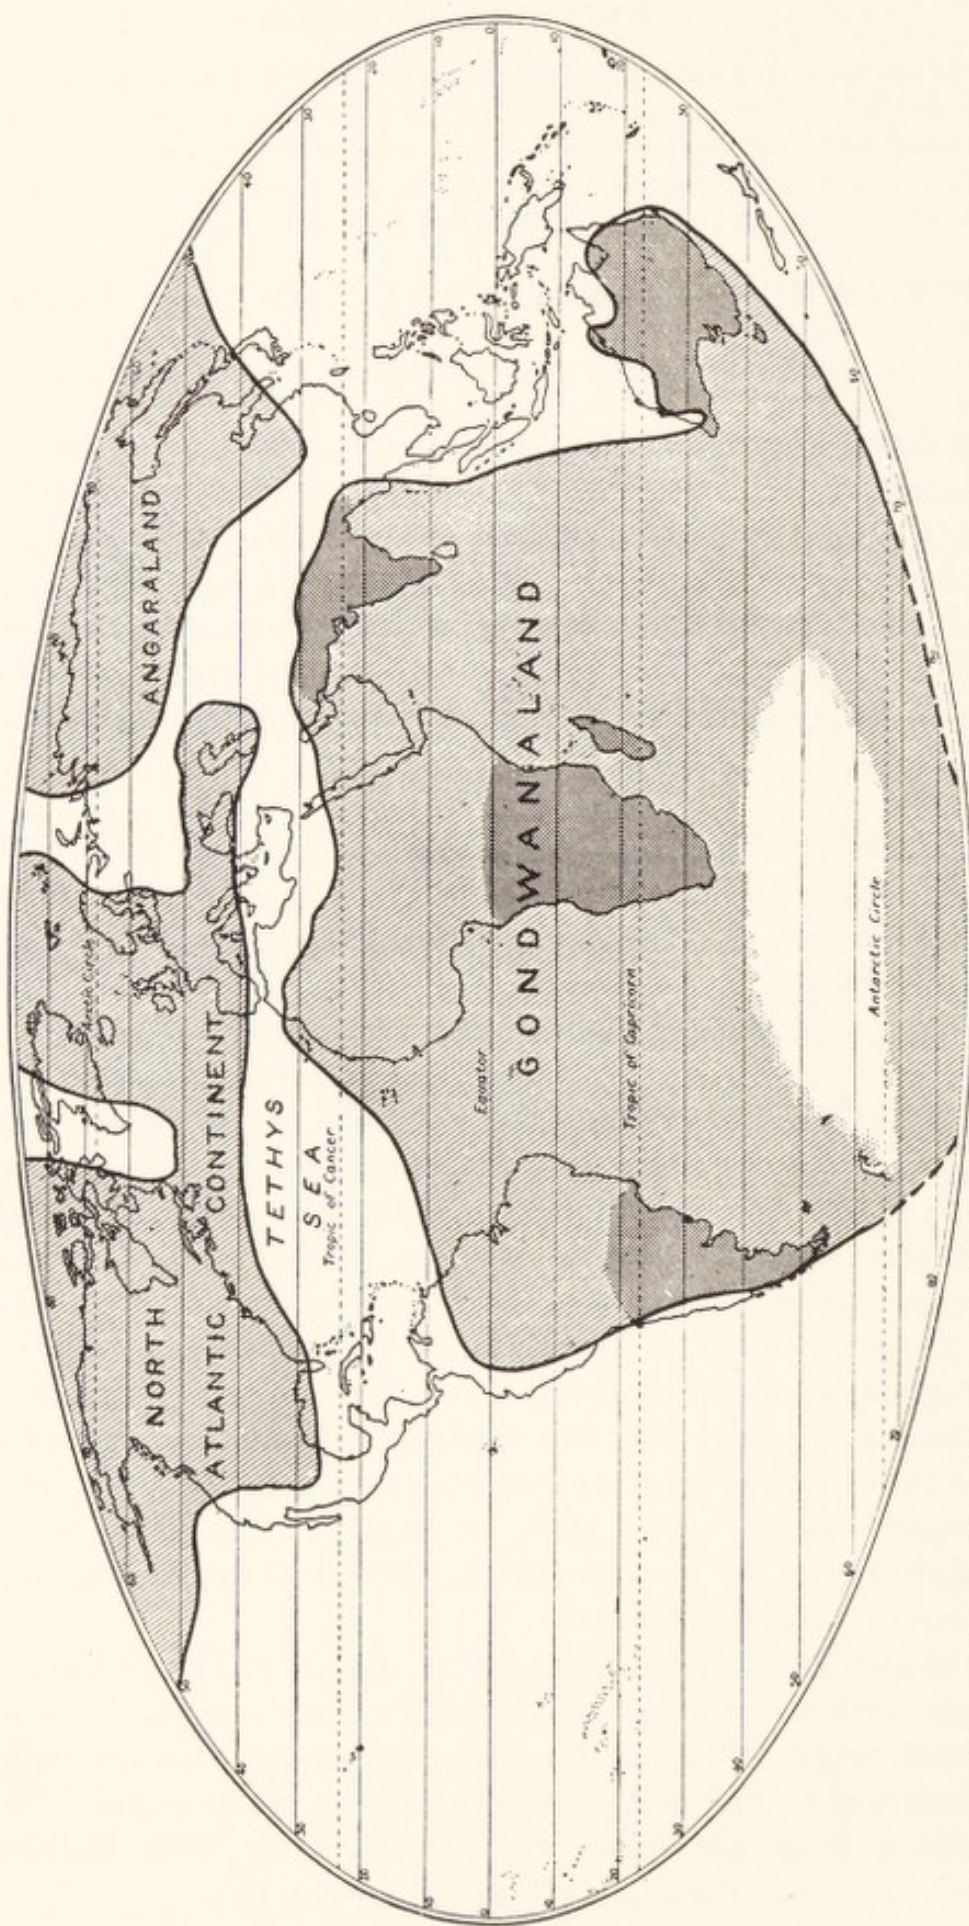 ANGARALAND
NORTH
ATLANTIC CONTINENT
Arctic Circle
TETHYS
SEA
Tropic of Cancer
Equator
GONDWANALAND
Tropic of Capricorn
Antarctic Circle